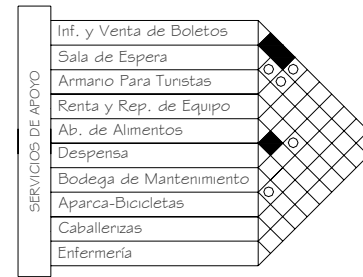 SERVICIOS DE APOYO
Inf. y Venta de Boletos
Sala de Espera
Armario Para Turistas
Renta y Rep. de Equipo
Ab. de Alimentos
Despensa
Bodega de Mantenimiento
Aparca-Bicicletas
Caballerizas
Enfermería